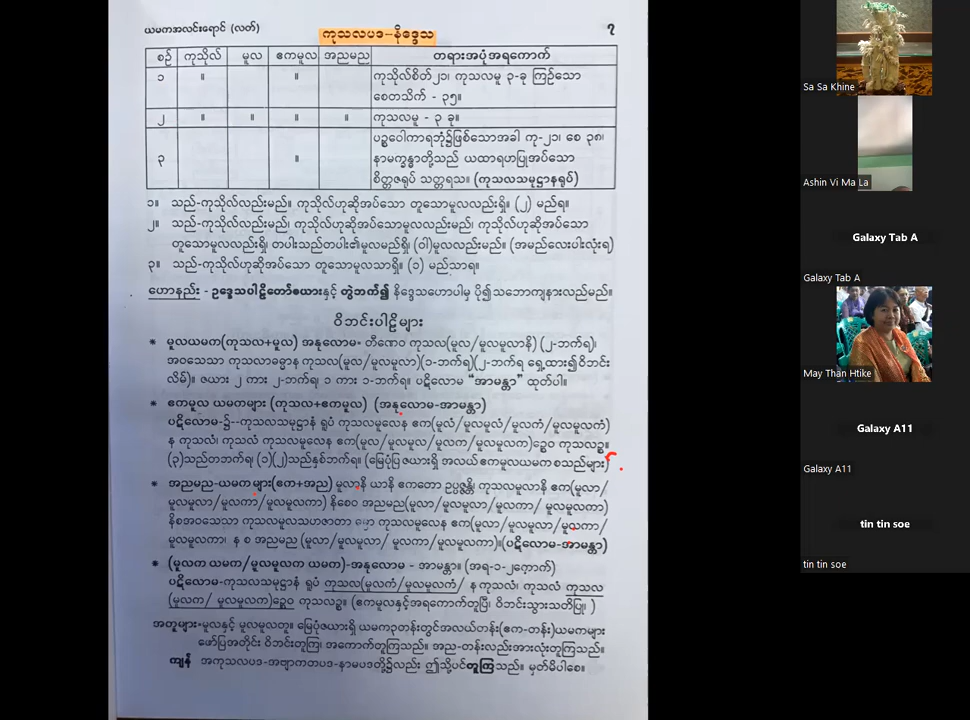 ယမကအလင်းရောင် (လတ်)
ကုသလပဒ--နိဒ္ဒေသ
၇
စဉ် ကုသိုလ် မူလ ဧကမူလ အညမည တရားအပုံအရကောက်
၁ ။ ။ ကုသိုလ်စိတ်၂၁၊ ကုသလမူ ၃-ခု ကြဉ်သော
စေတသိက် - ၃၅။
၂ ။ ။ ။ ။ ကုသလမူ - ၃ ခု။
ပဉ္စဝေါကာရဘုံ၌ဖြစ်သောအခါ ကု-၂၁၊ စေ ၃၈၊
၃ ။ နာမက္ခန္ဓာတို့သည် ယထာရဟပြုအပ်သော
စိတ္တဇရုပ် သတ္တရသ။ (ကုသလသမုဋ္ဌာနရုပ်)
၁။ သည်-ကုသိုလ်လည်းမည်။ ကုသိုလ်ဟုဆိုအပ်သော တူသောမူလလည်းရှိ။ (၂) မည်ရ။
၂။ သည်-ကုသိုလ်လည်းမည်၊ ကုသိုလ်ဟုဆိုအပ်သောမူလလည်းမည်၊ ကုသိုလ်ဟုဆိုအပ်သော
တူသောမူလလည်းရှိ၊ တပါးသည်တပါး၏မူလမည်ရှိ၊ (ဝါ)မူလလည်းမည်။ (အမည်လေးပါးလုံးရ)
၃။ သည်-ကုသိုလ်ဟုဆိုအပ်သော တူသောမူလသာရှိ။ (၁) မည်သာရ။
ဟောနည်း - ဥဒ္ဒေသပါဠိတော်ဇယားနှင့် တွဲဘက်၍ နိဒ္ဒေသဟောပါမှ ပို၍သဘောကျနားလည်မည်။
ဝိဘင်းပါဠိများ
* မူလယမက(ကုသလ+မူလ) အနုလောမ- တီဏေဝ ကုသလ(မူလ/မူလမူလာနိ) (၂-ဘက်ရ)၊
အဝသေသာ ကုသလာဓမ္မာန ကုသလ(မူလ/မူလမူလာ)(၁-ဘက်ရ)(၂-ဘက်ရ ရှေ့ထား၍ဝိဘင်း
လိမ်)။ ဇယား ၂ ကား ၂-ဘက်ရ၊ ၁ ကား ၁-ဘက်ရ။ ပဋိလောမ “အာမန္တာ” ထုတ်ပါ။
* ဧကမူလ ယမကများ (ကုသလ+ဧကမူလ) (အနုလောမ-အာမန္တာ)
ပဋိလောမ-၌--ကုသလသမုဋ္ဌာနံ ရူပံ ကုသလမူလေန ဧက(မူလံ/မူလမူလံ/မူလကံ/မူလမူလကံ)
န ကုသလံ၊ ကုသလံ ကုသလမူလေန ဧက(မူလ/မူလမူလ/မူလက/မူလမူလက)ဉ္စေဝ ကုသလဉ္စ။
(၃)သည်တဘက်ရ၊ (၁)(၂)သည်နှစ်ဘက်ရ။ (မြေပုံပြဇယားရှိ အလယ်ဧကမူလယမက စသည်များ)
* အညမည-ယမကများ(ဧက+အည) မူလာနိ ယာနိ ဧကတော ဥပ္ပဇ္ဇန္တိ၊ ကုသလမူလာနိ ဧက(မူလာ/
မူလမူလာ/မူလကာ/မူလမူလကာ) နိစေဝ အညမည(မူလာ/မူလမူလာ/မူလကာ/ မူလမူလကာ)
နိစအဝသေသာ ကုသလမူလသဟဇာတာ ဓမ္မာ ကုသလမူလေန ဧက(မူလာ/မူလမူလာ/မူလကာ/
မူလမူလကာ၊ န စ အညမည (မူလာ/မူလမူလာ/ မူလကာ/မူလမူလကာ)။(ပဋိလောမ-အာမန္တာ)
* (မူလက ယမက/မူလမူလက ယမက)-အနုလောမ - အာမန္တာ။ (အရ-၁-၂ကောက်)
ပဋိလောမ-ကုသလသမုဋ္ဌာနံ ရူပံ ကုသလ(မူလကံ/မူလမူလကံ/ န ကုသလံ၊ ကုသလံ ကုသလ
(မူလက/ မူလမူလက)ဉ္စေဝ ကုသလဉ္စ။ (ဧကမူလနှင့်အရကောက်တူပြီ၊ ဝိဘင်းသွားသတိပြု။ )
အတူများ-မူလနှင့် မူလမူလတူ။ မြေပုံဇယားရှိ ယမက၃တန်းတွင်အလယ်တန်း(ဧက-တန်း)ယမကများ
ဖော်ပြအတိုင်း ဝိဘင်းတူကြ၊ အကောက်တူကြသည်။ အည-တန်းလည်းအားလုံးတူကြသည်။
ကျန် အကုသလပဒ-အဗျာကတပဒ-နာမပဒတို့၌လည်း ဤသို့ပင်တူကြသည်။ မှတ်မိပါစေ။
Sa Sa Khine
Ashin Vi Ma La
Galaxy Tab A
Galaxy Tab A
May Than Htike
Galaxy A11
Galaxy A11
tin tin soe
tin tin soe